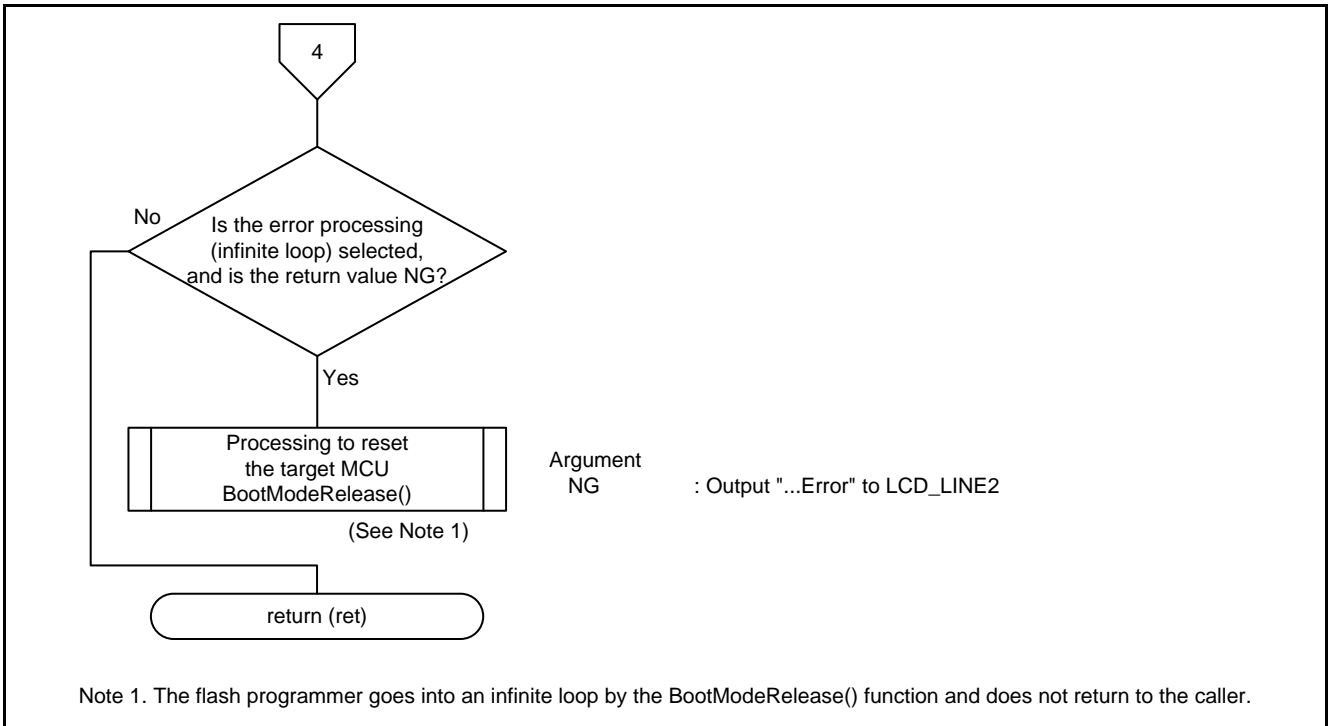 4
No
Is the error processing
(infinite loop) selected,
and is the return value NG?
Yes
Processing to reset
the target MCU
BootModeRelease()
Argument
NG : Output "...Error" to LCD_LINE2
(See Note 1)
return (ret)
Note 1. The flash programmer goes into an infinite loop by the BootModeRelease() function and does not return to the caller.